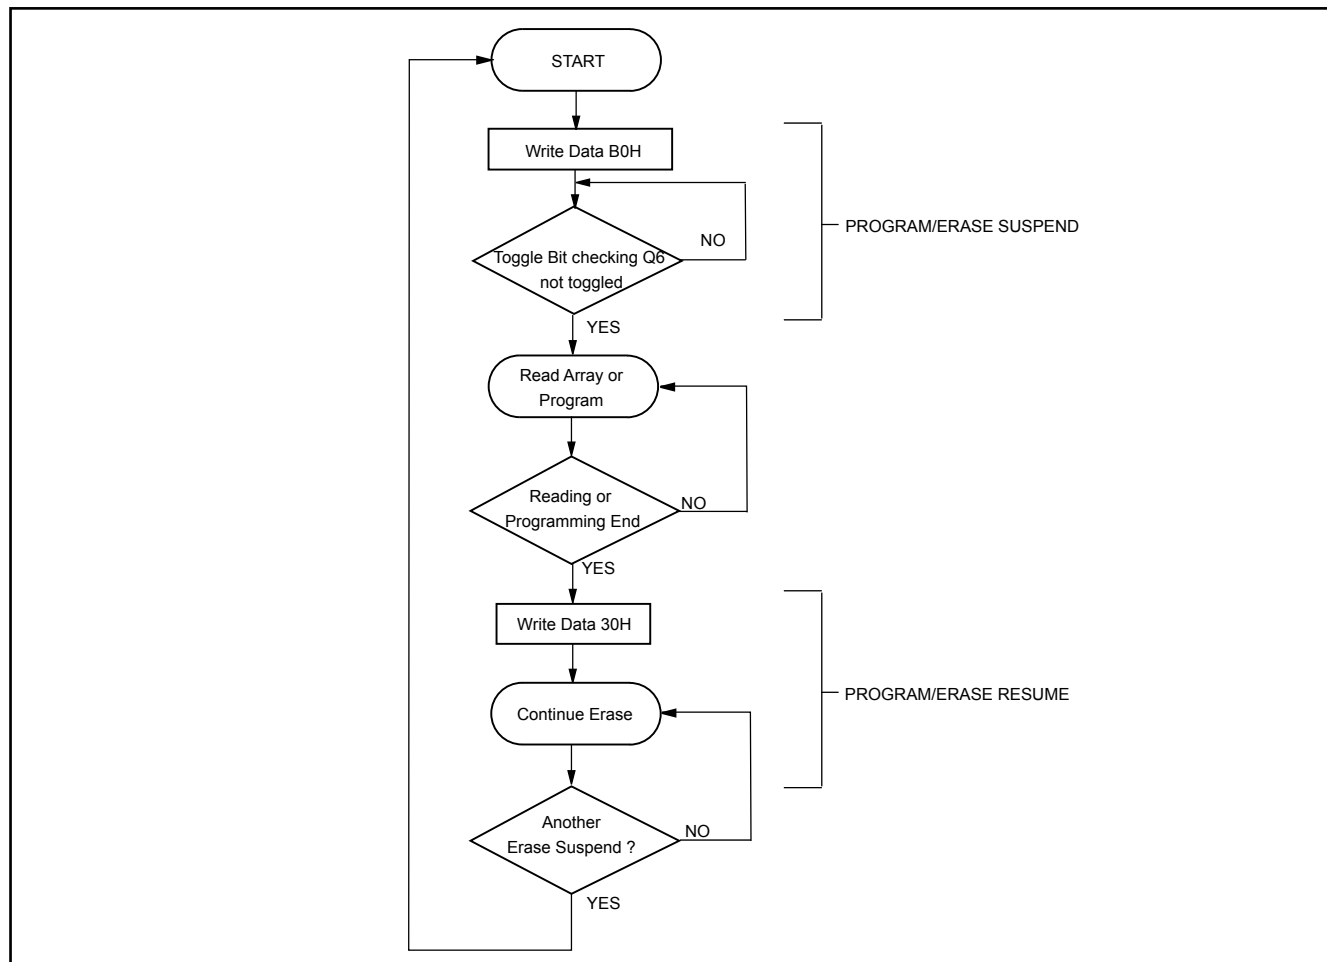 START
Write Data B0H
NO
PROGRAM/ERASE SUSPEND
Toggle Bit checking Q6
not toggled
YES
Read Array or
Program
Reading or
Programming End
NO
YES
Write Data 30H
PROGRAM/ERASE RESUME
Continue Erase
Another
Erase Suspend ?
NO
YES